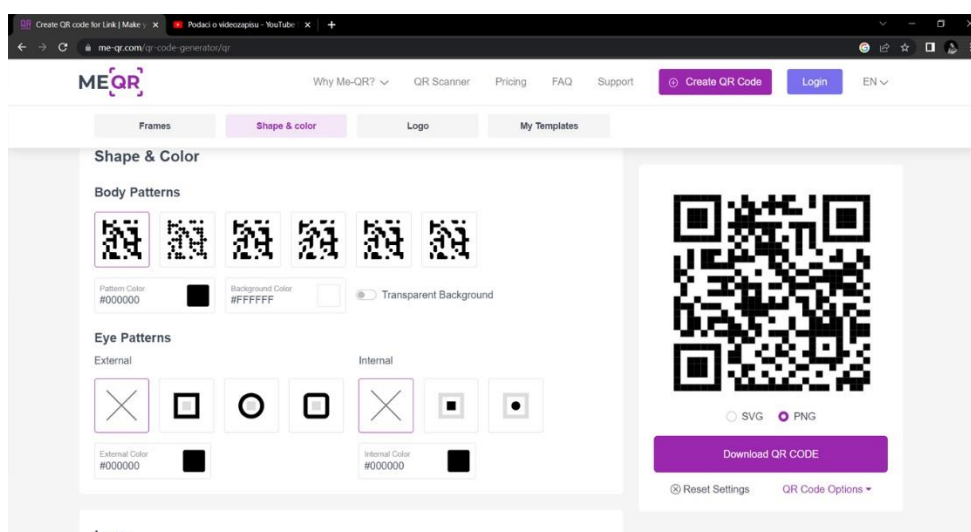 Create QR code for Link | Make y
Podaci o videozapisu - YouTube
me-qr.com/qr-code-generator/qr
MEQR
Why Me-QR?
QR Scanner
Pricing
FAQ
Support
Create QR Code
Login
EN
Frames
Shape & color
Logo
My Templates
Shape & Color
Body Patterns
Pattern Color
#000000
Background Color
#FFFFFF
Transparent Background
Eye Patterns
External
Internal
External Color
#000000
Internal Color
#000000
SVG
PNG
Download QR CODE
Reset Settings
QR Code Options